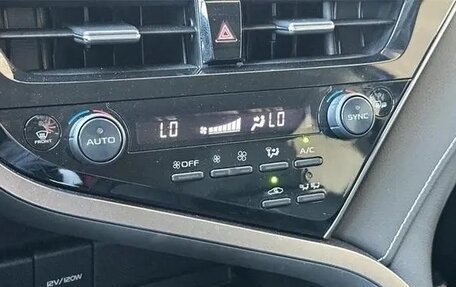 LO LO
FRONT
AUTO
SYNC
OFF
A/C
12V/120W